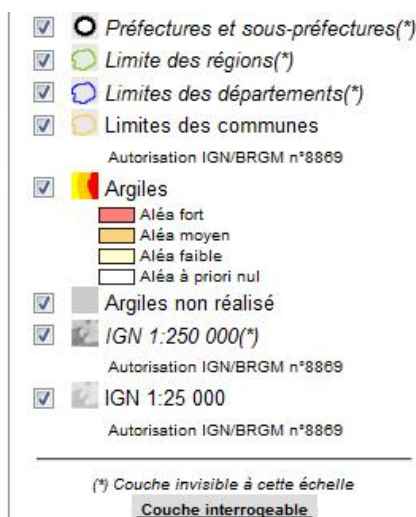 Préfectures et sous-préfectures(*)
Limite des régions(*)
Limites des départements(*)
Limites des communes
Autorisation IGN/BRGM n°8869
Argiles
Aléa fort
Aléa moyen
Aléa faible
Aléa à priori nul
Argiles non réalisé
IGN 1:250 000(*)
Autorisation IGN/BRGM n°8869
IGN 1:25 000
Autorisation IGN/BRGM n°8869
(*) Couche invisible à cette échelle
Couche interrogeable